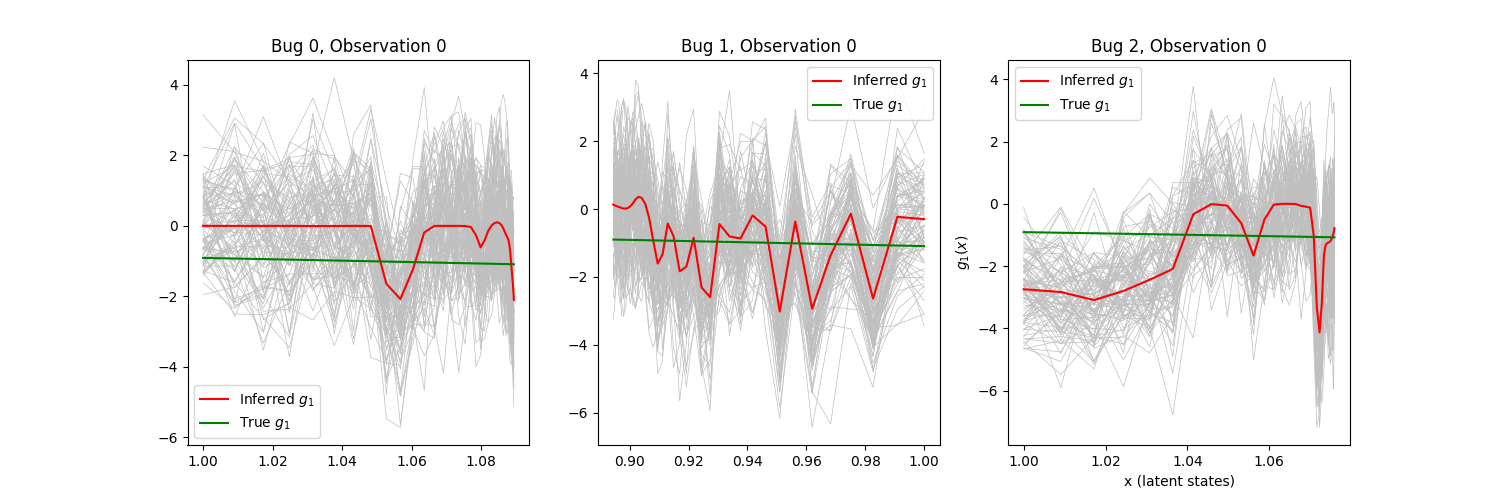 Bug 0, Observation 0
4
2
0
−2
−4
−6
Inferred g₁
True g₁
1.00 1.02 1.04 1.06 1.08
Bug 1, Observation 0
4
2
0
−2
−4
−6
Inferred g₁
True g₁
0.90 0.92 0.94 0.96 0.98 1.00
Bug 2, Observation 0
4
2
0
−2
−4
−6
g₁(x)
Inferred g₁
True g₁
1.00 1.02 1.04 1.06
x (latent states)